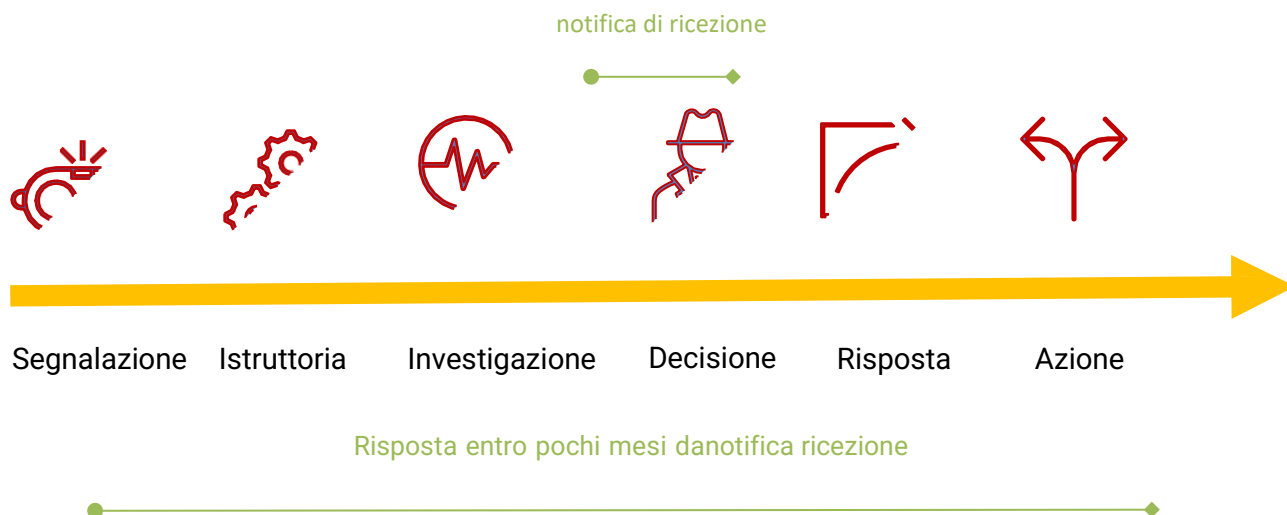 notifica di ricezione
Segnalazione Istruttoria Investigazione Decisione Risposta Azione
Risposta entro pochi mesi danotifica ricezione